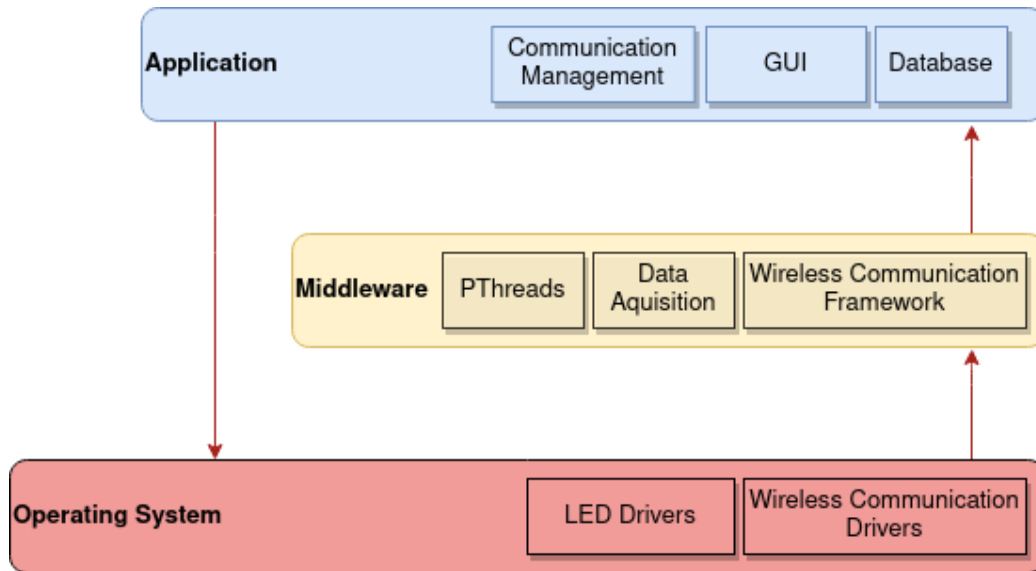 Application
Communication
Management
GUI
Database
Middleware
PThreads
Data
Aquisition
Wireless Communication
Framework
Operating System
LED Drivers
Wireless Communication
Drivers